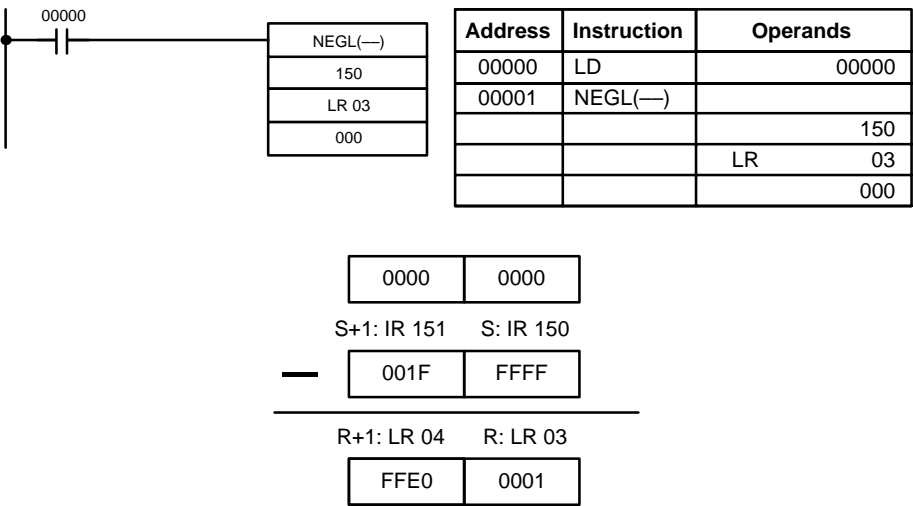 00000
NEGL(—)
150
LR 03
000
Address Instruction Operands
00000 LD 00000
00001 NEGL(—)
150
LR 03
000
0000 0000
S+1: IR 151 S: IR 150
— 001F FFFF
R+1: LR 04 R: LR 03
FFE0 0001